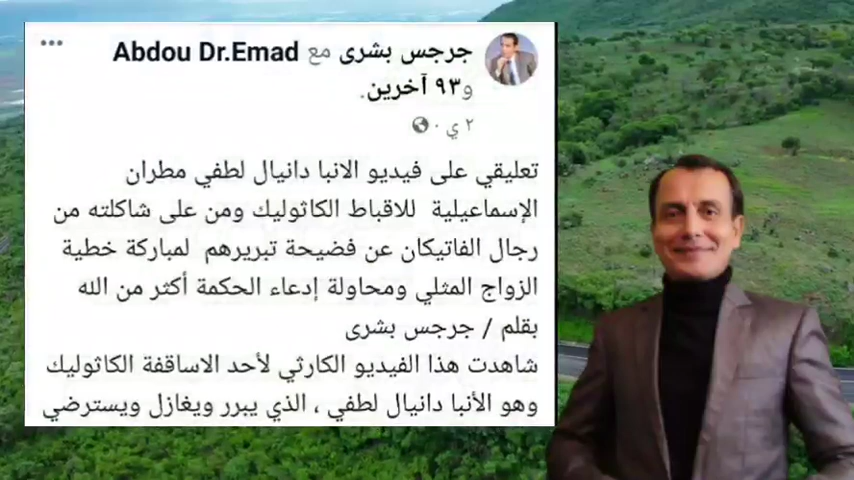 جرجس بشرى مع Abdou Dr.Emad
و٩٣ آخرين.
٢ ي ·
تعليقي على فيديو الانبا دانيال لطفي مطران
الإسماعيلية للاقباط الكاثوليك ومن على شاكلته من
رجال الفاتيكان عن فضيحة تبريرهم لمباركة خطية
الزواج المثلي ومحاولة إدعاء الحكمة أكثر من الله
بقلم / جرجس بشرى
شاهدت هذا الفيديو الكارثي لأحد الاساقفة الكاثوليك
وهو الأنبا دانيال لطفي ، الذي يبرر ويغازل ويسترضي